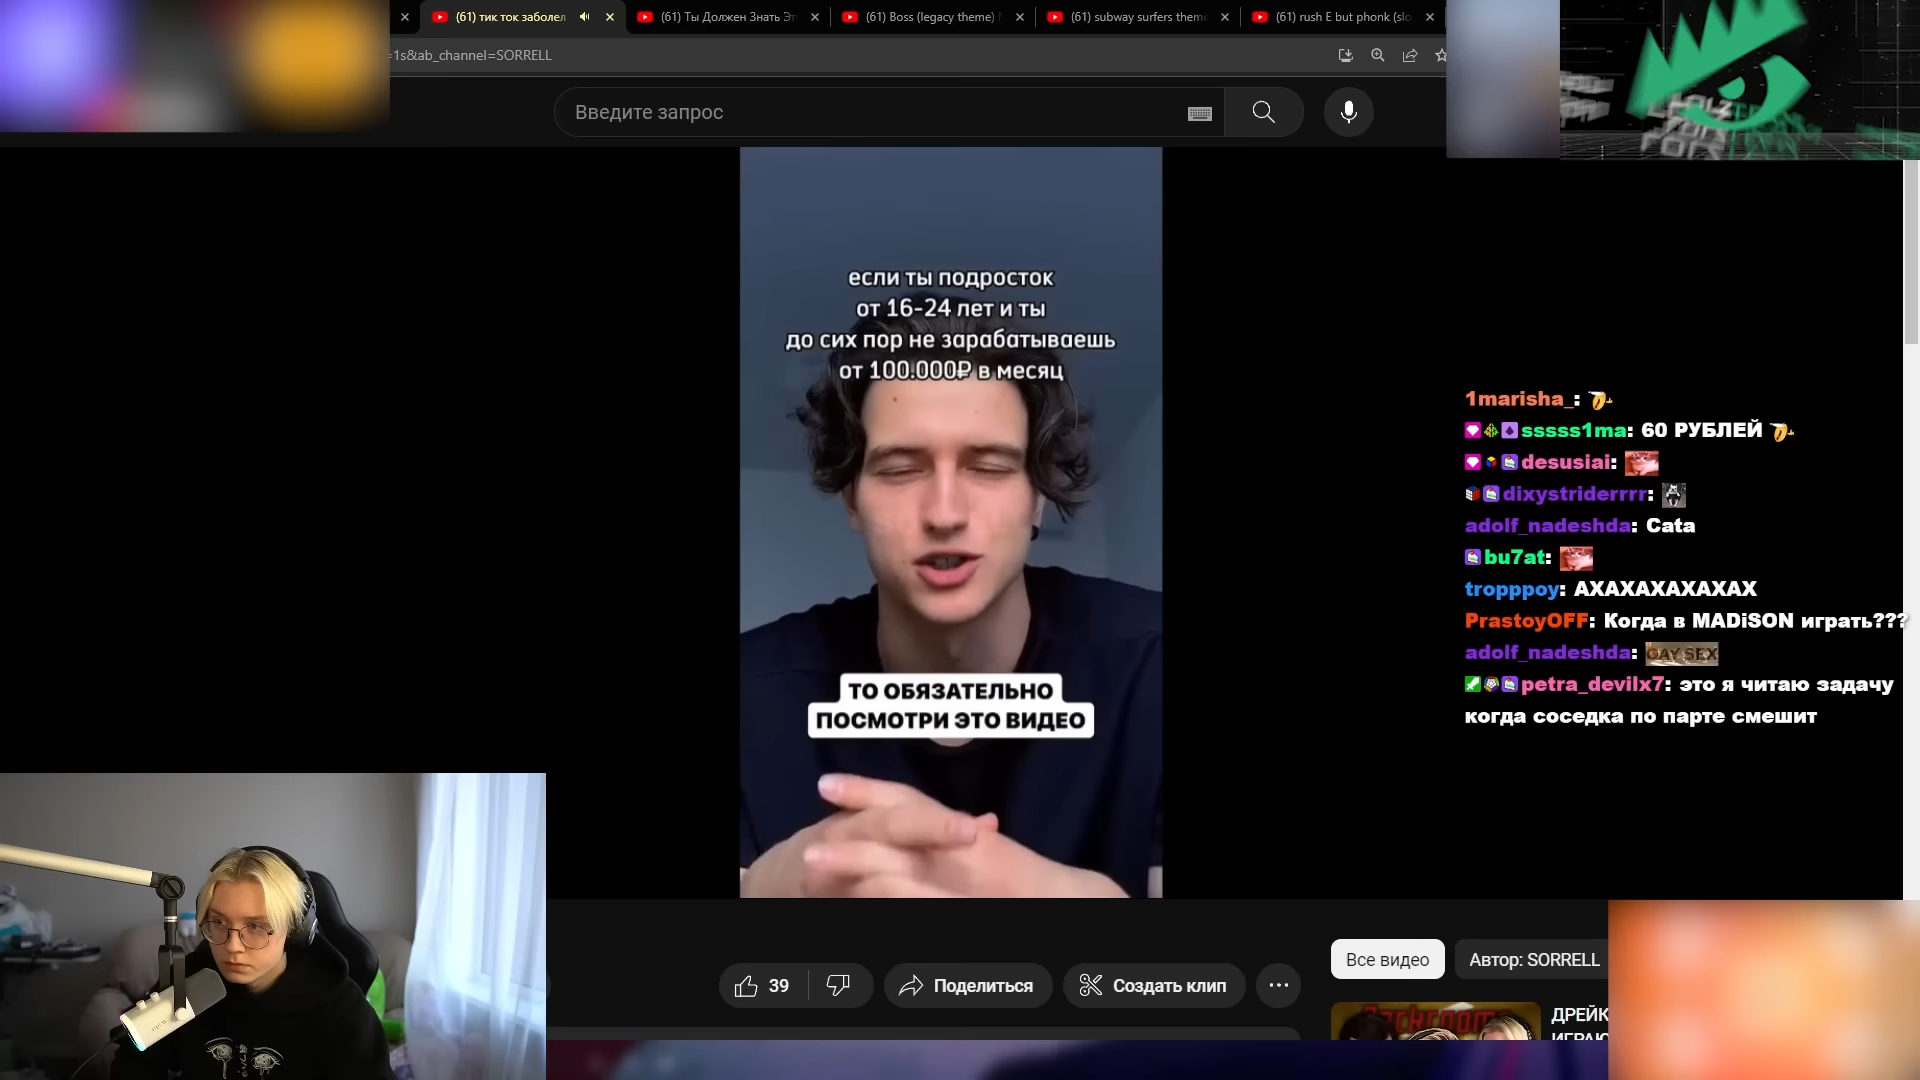 (61) тик ток заболел
(61) Ты Должен Знать Эт
(61) Boss (legacy theme)
(61) subway surfers theme
(61) rush E but phonk (slo
=1s&ab_channel=SORRELL
Введите запрос
если ты подросток
от 16-24 лет и ты
до сих пор не зарабатываешь
от 100.000₽ в месяц
ТО ОБЯЗАТЕЛЬНО
ПОСМОТРИ ЭТО ВИДЕО
1marisha_:
sssss1ma: 60 РУБЛЕЙ
desusiai:
dixystriderrrr:
adolf_nadeshda: Cata
bu7at:
tropppoy: АХАХАХАХАХАХ
PrastoyOFF: Когда в MADiSON играть???
adolf_nadeshda: GAY SEX
petra_devilx7: это я читаю задачу
когда соседка по парте смешит
39
Поделиться
Создать клип
Все видео
Автор: SORRELL
ДРЕЙК
ИГРАЮ